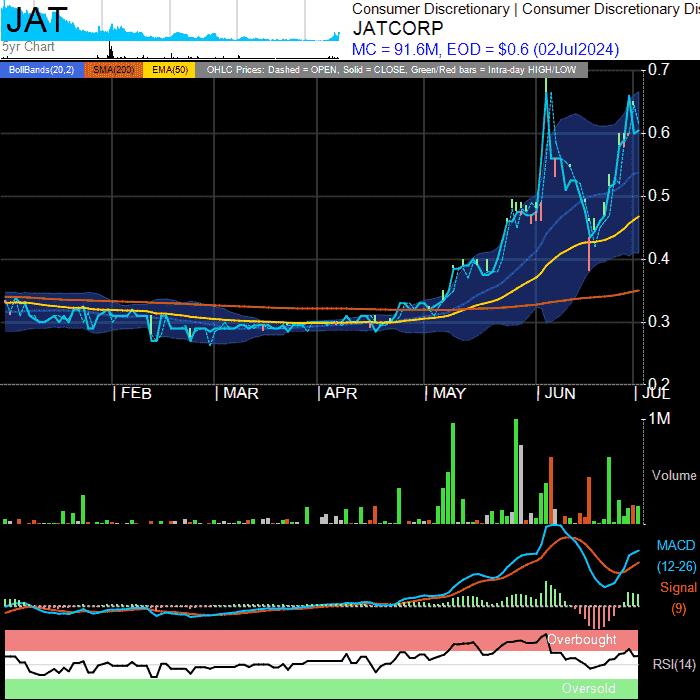 JAT
5yr Chart
Consumer Discretionary | Consumer Discretionary Dis
JATCORP
MC = 91.6M, EOD = $0.6 (02Jul2024)
BollBands(20,2) SMA(200) EMA(50) OHLC Prices: Dashed = OPEN, Solid = CLOSE, Green/Red bars = Intra-day HIGH/LOW
0.7
0.6
0.5
0.4
0.3
0.2
| FEB | MAR | APR | MAY | JUN | JUL
1M
Volume
MACD
(12-26)
Signal
(9)
Overbought
RSI(14)
Oversold